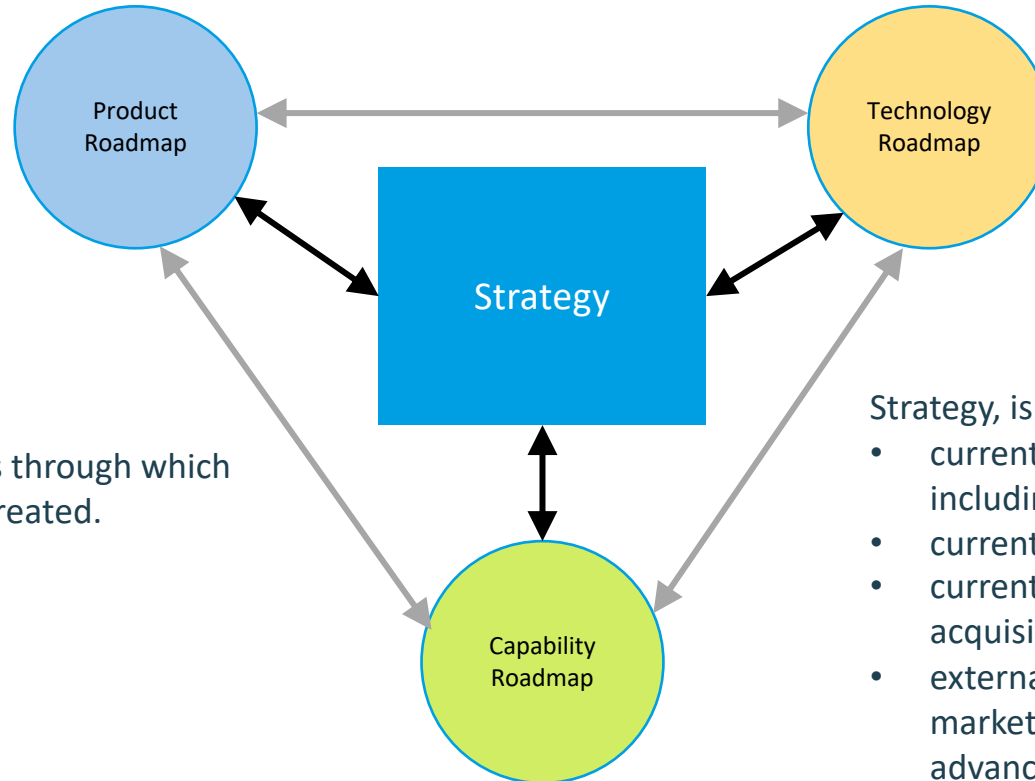 Product
Roadmap
Technology
Roadmap
Strategy
Strategy, is
• current
includin
s through which
reated.
• current
• current
acquisi
• externa
market
advanc
Capability
Roadmap